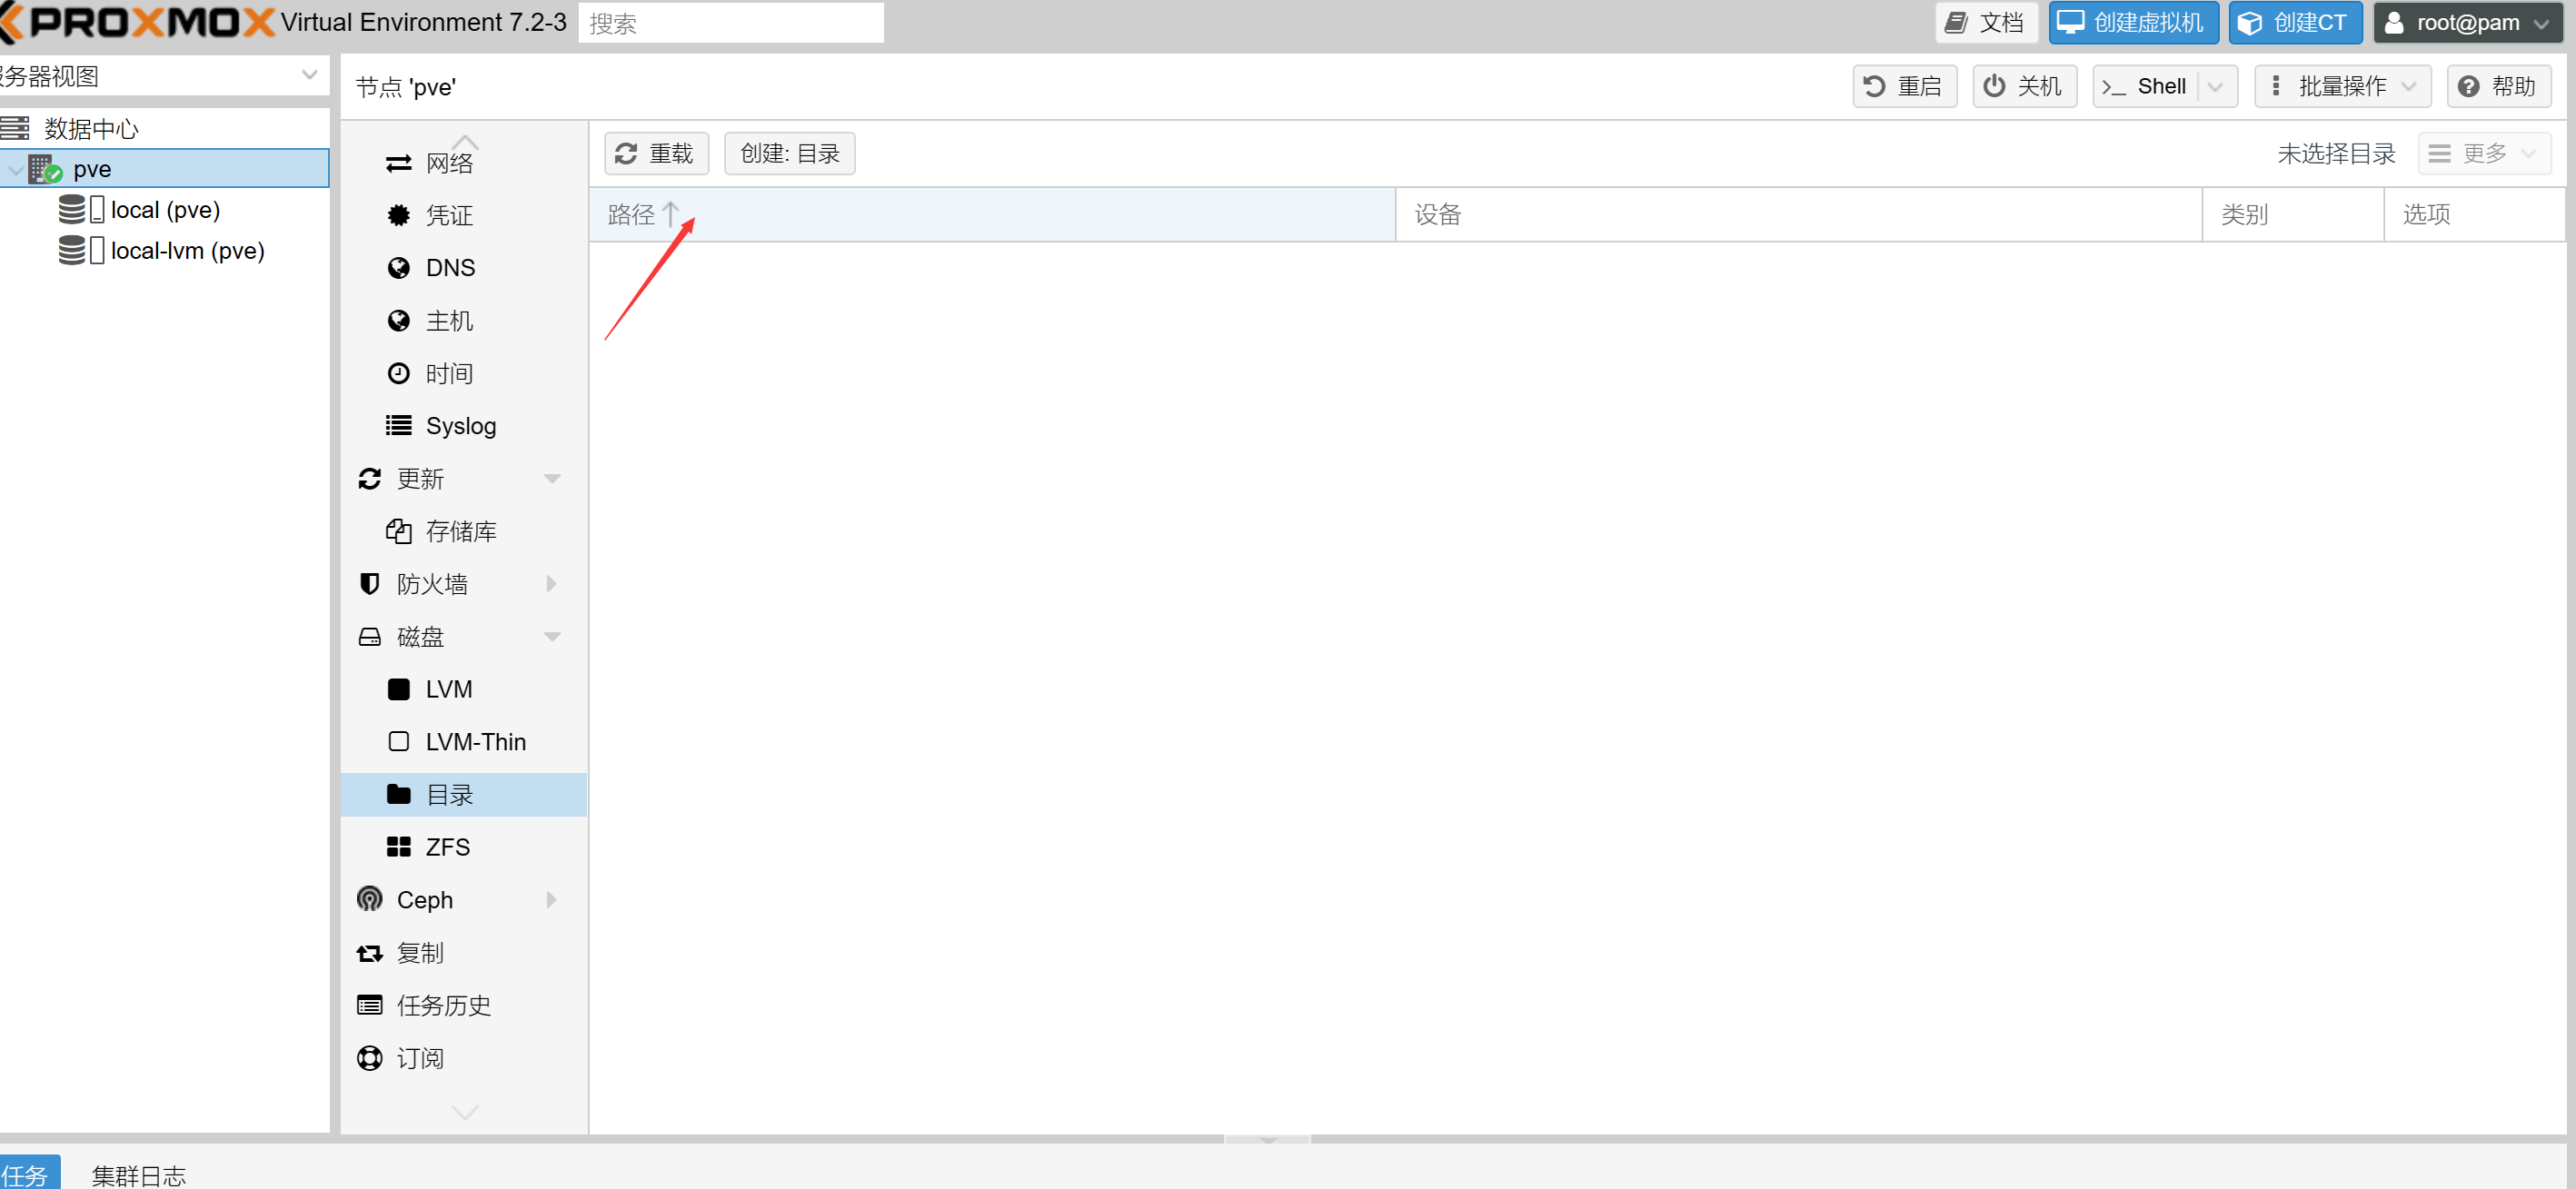 PROXMOX Virtual Environment 7.2-3 搜索 文档 创建虚拟机 创建CT root@pam
服务器视图
数据中心
pve
local (pve)
local-lvm (pve)
节点 'pve' 重启 关机 Shell 批量操作 帮助
网络
凭证
DNS
主机
时间
Syslog
更新
存储库
防火墙
磁盘
LVM
LVM-Thin
目录
ZFS
Ceph
复制
任务历史
订阅
重载 创建: 目录 未选择目录 更多
路径 设备 类别 选项
任务 集群日志